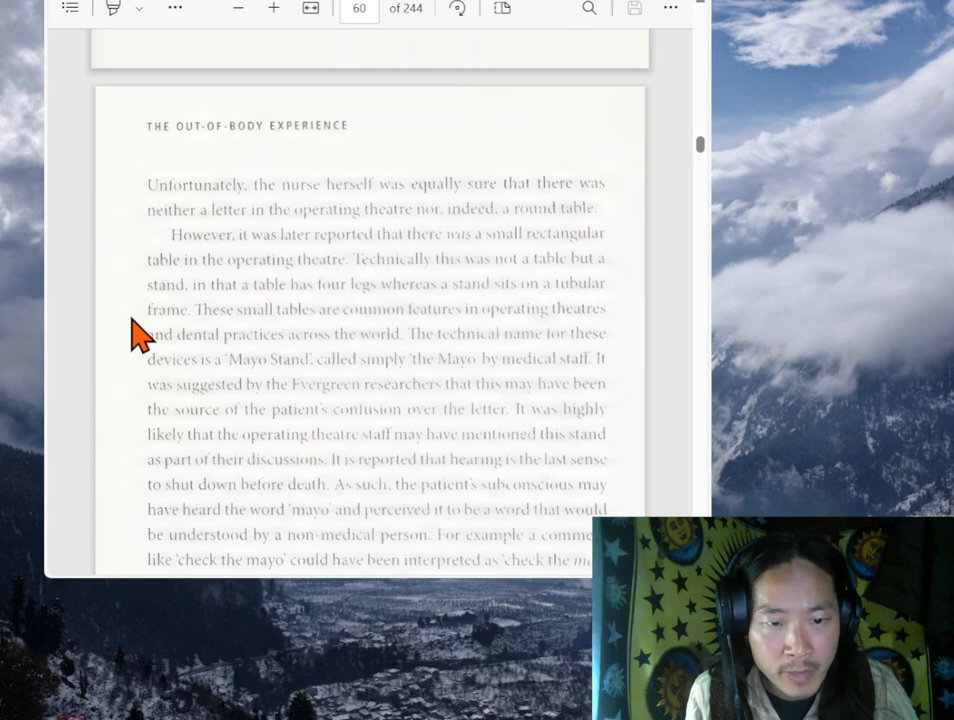 60 of 244
THE OUT-OF-BODY EXPERIENCE
Unfortunately, the nurse herself was equally sure that there was
neither a letter in the operating theatre nor, indeed, a round table.
However, it was later reported that there was a small rectangular
table in the operating theatre. Technically this was not a table but a
stand, in that a table has four legs whereas a stand sits on a tubular
frame. These small tables are common features in operating theatres
and dental practices across the world. The technical name for these
devices is a 'Mayo Stand', called simply 'the Mayo' by medical staff. It
was suggested by the Evergreen researchers that this may have been
the source of the patient's confusion over the letter. It was highly
likely that the operating theatre staff may have mentioned this stand
as part of their discussions. It is reported that hearing is the last sense
to shut down before death. As such, the patient's subconscious may
have heard the word 'mayo' and perceived it to be a word that would
be understood by a non-medical person. For example a
like 'check the mayo' could have been interpreted as 'check the